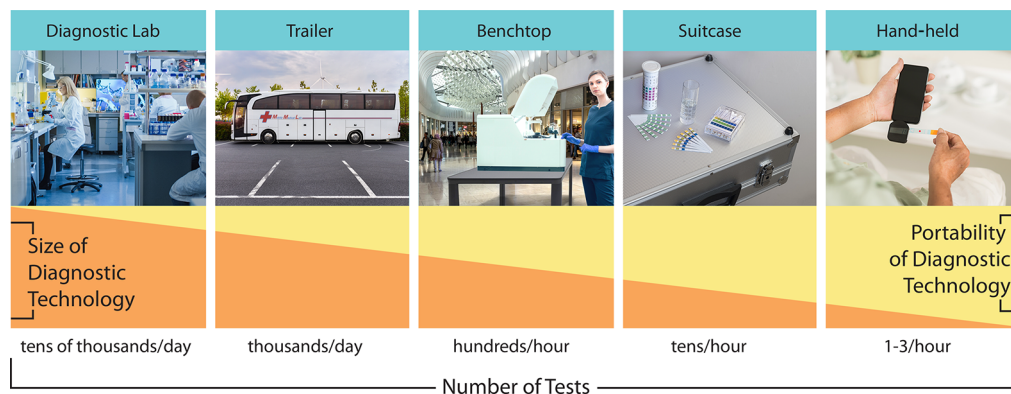 Diagnostic Lab
Trailer
Benchtop
Suitcase
Hand-held
Size of
Diagnostic
Technology
Portability
of Diagnostic
Technology
tens of thousands/day
thousands/day
hundreds/hour
tens/hour
1-3/hour
Number of Tests